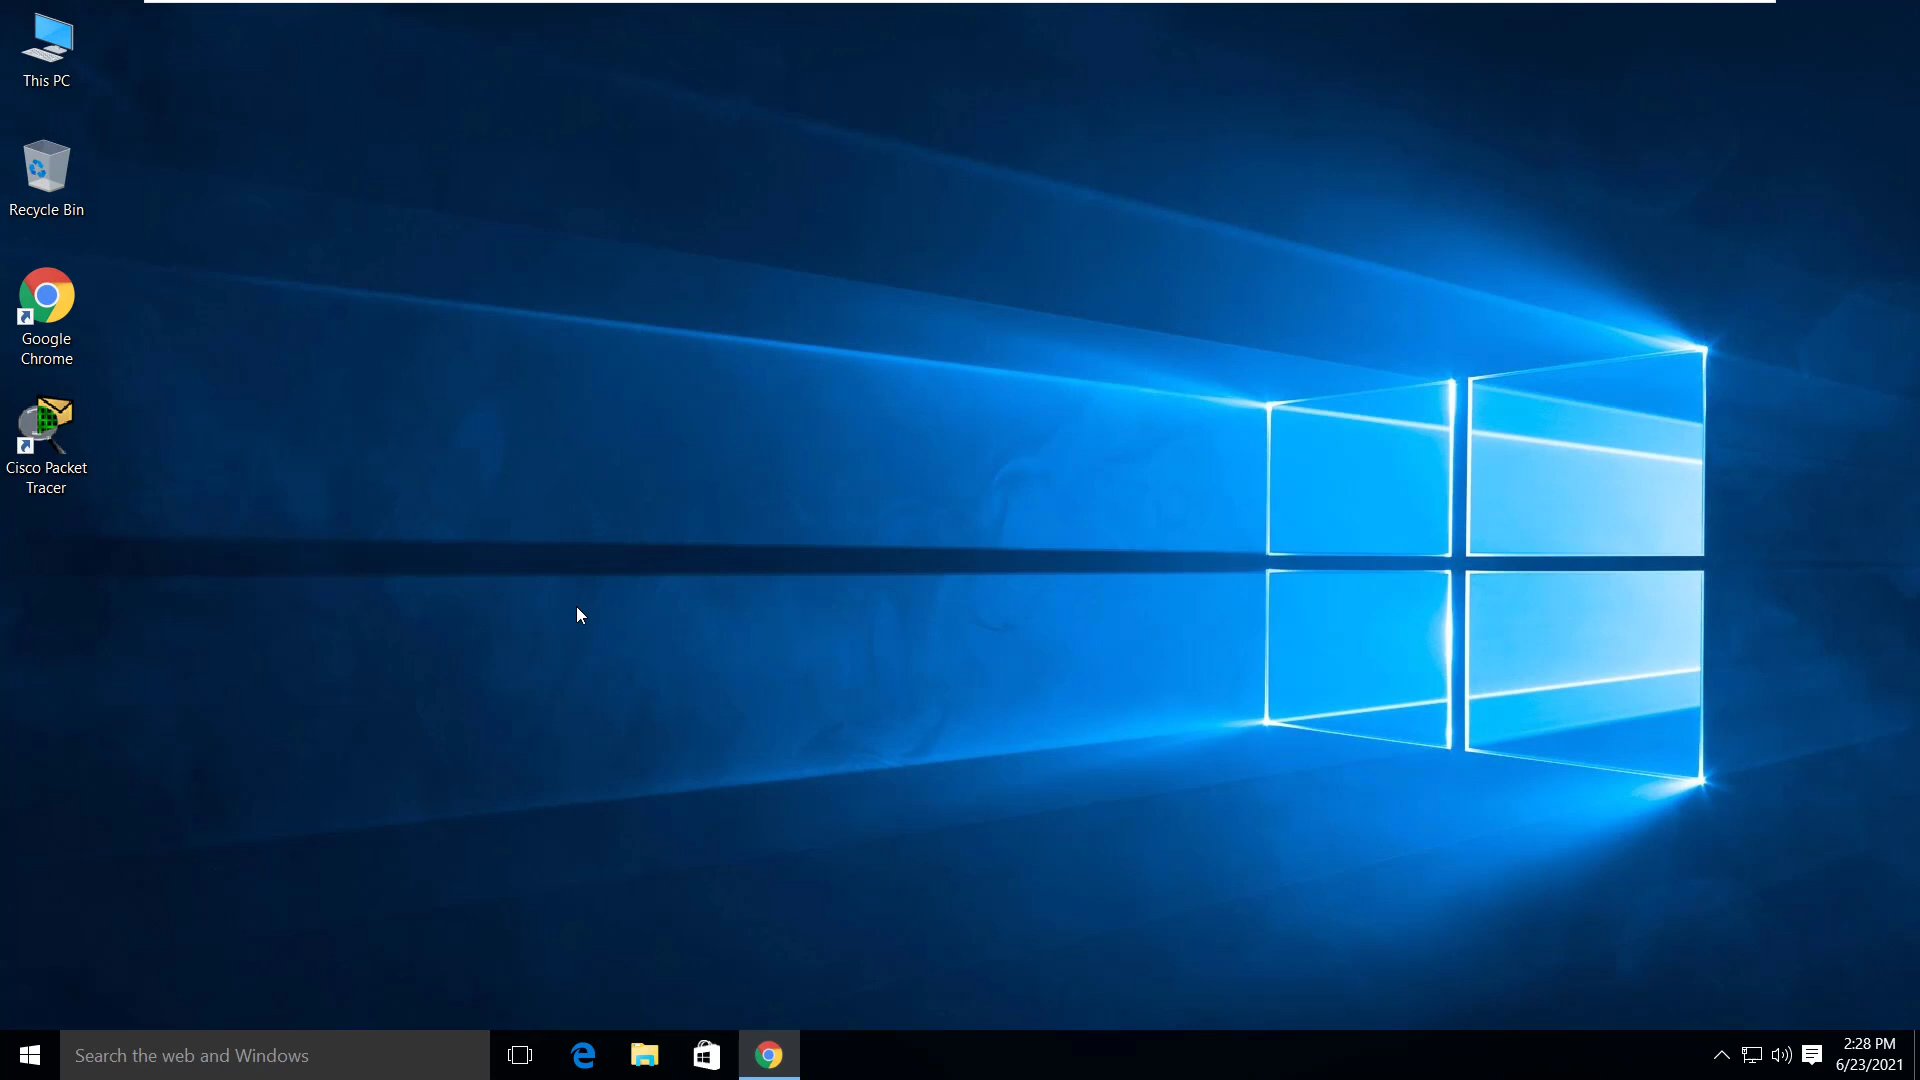 This PC
Recycle Bin
Google
Chrome
Cisco Packet
Tracer
Search the web and Windows
2:28 PM
6/23/2021